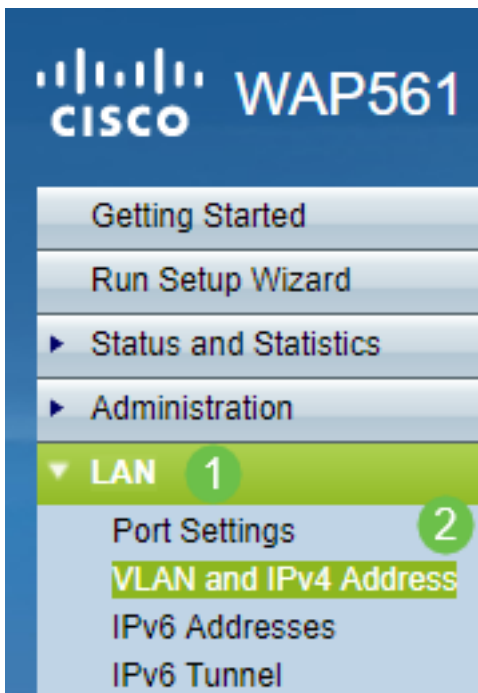 CISCO WAP561
Getting Started
Run Setup Wizard
Status and Statistics
Administration
LAN 1
Port Settings 2
VLAN and IPv4 Address
IPv6 Addresses
IPv6 Tunnel